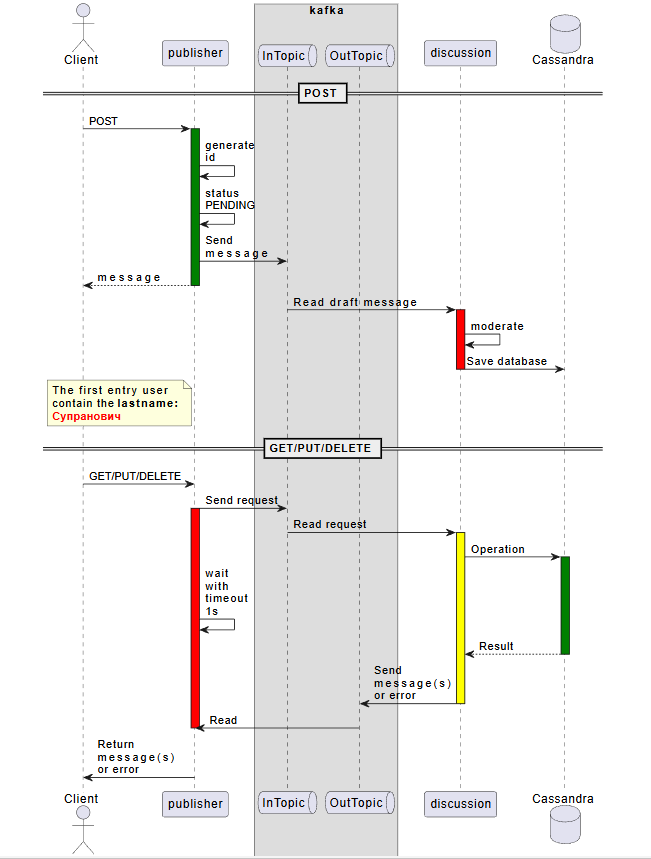 kafka
Client
publisher
InTopic
OutTopic
discussion
Cassandra
POST
POST
generate
id
status
PENDING
Send
message
message
Read draft message
moderate
Save database
The first entry user
contain the lastname:
Супранович
GET/PUT/DELETE
GET/PUT/DELETE
Send request
Read request
Operation
wait
with
timeout
1s
Result
Send
message(s)
or error
Read
Return
message(s)
or error
Client
publisher
InTopic
OutTopic
discussion
Cassandra